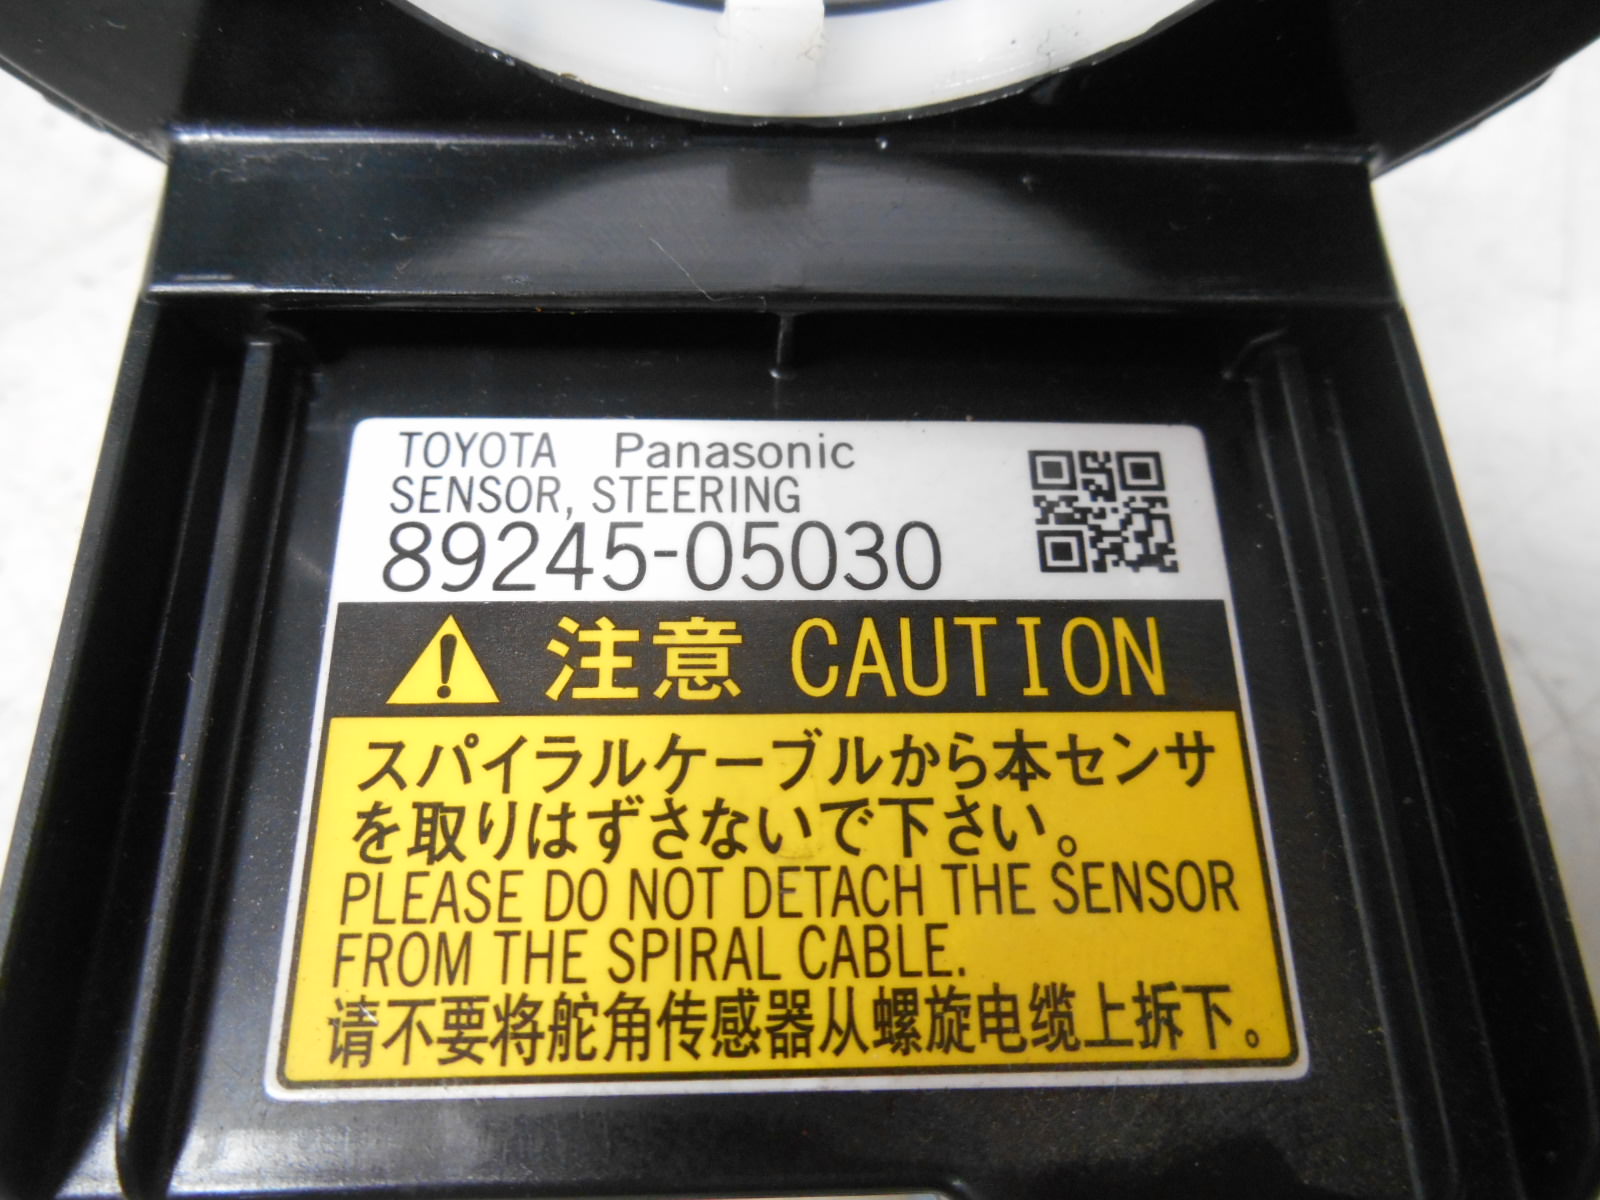 TOYOTA Panasonic
SENSOR, STEERING
89245-05030
注意 CAUTION
スパイラルケーブルから本センサ
を取りはずさないで下さい。
PLEASE DO NOT DETACH THE SENSOR
FROM THE SPIRAL CABLE.
请不要将舵角传感器从螺旋电缆上拆下。